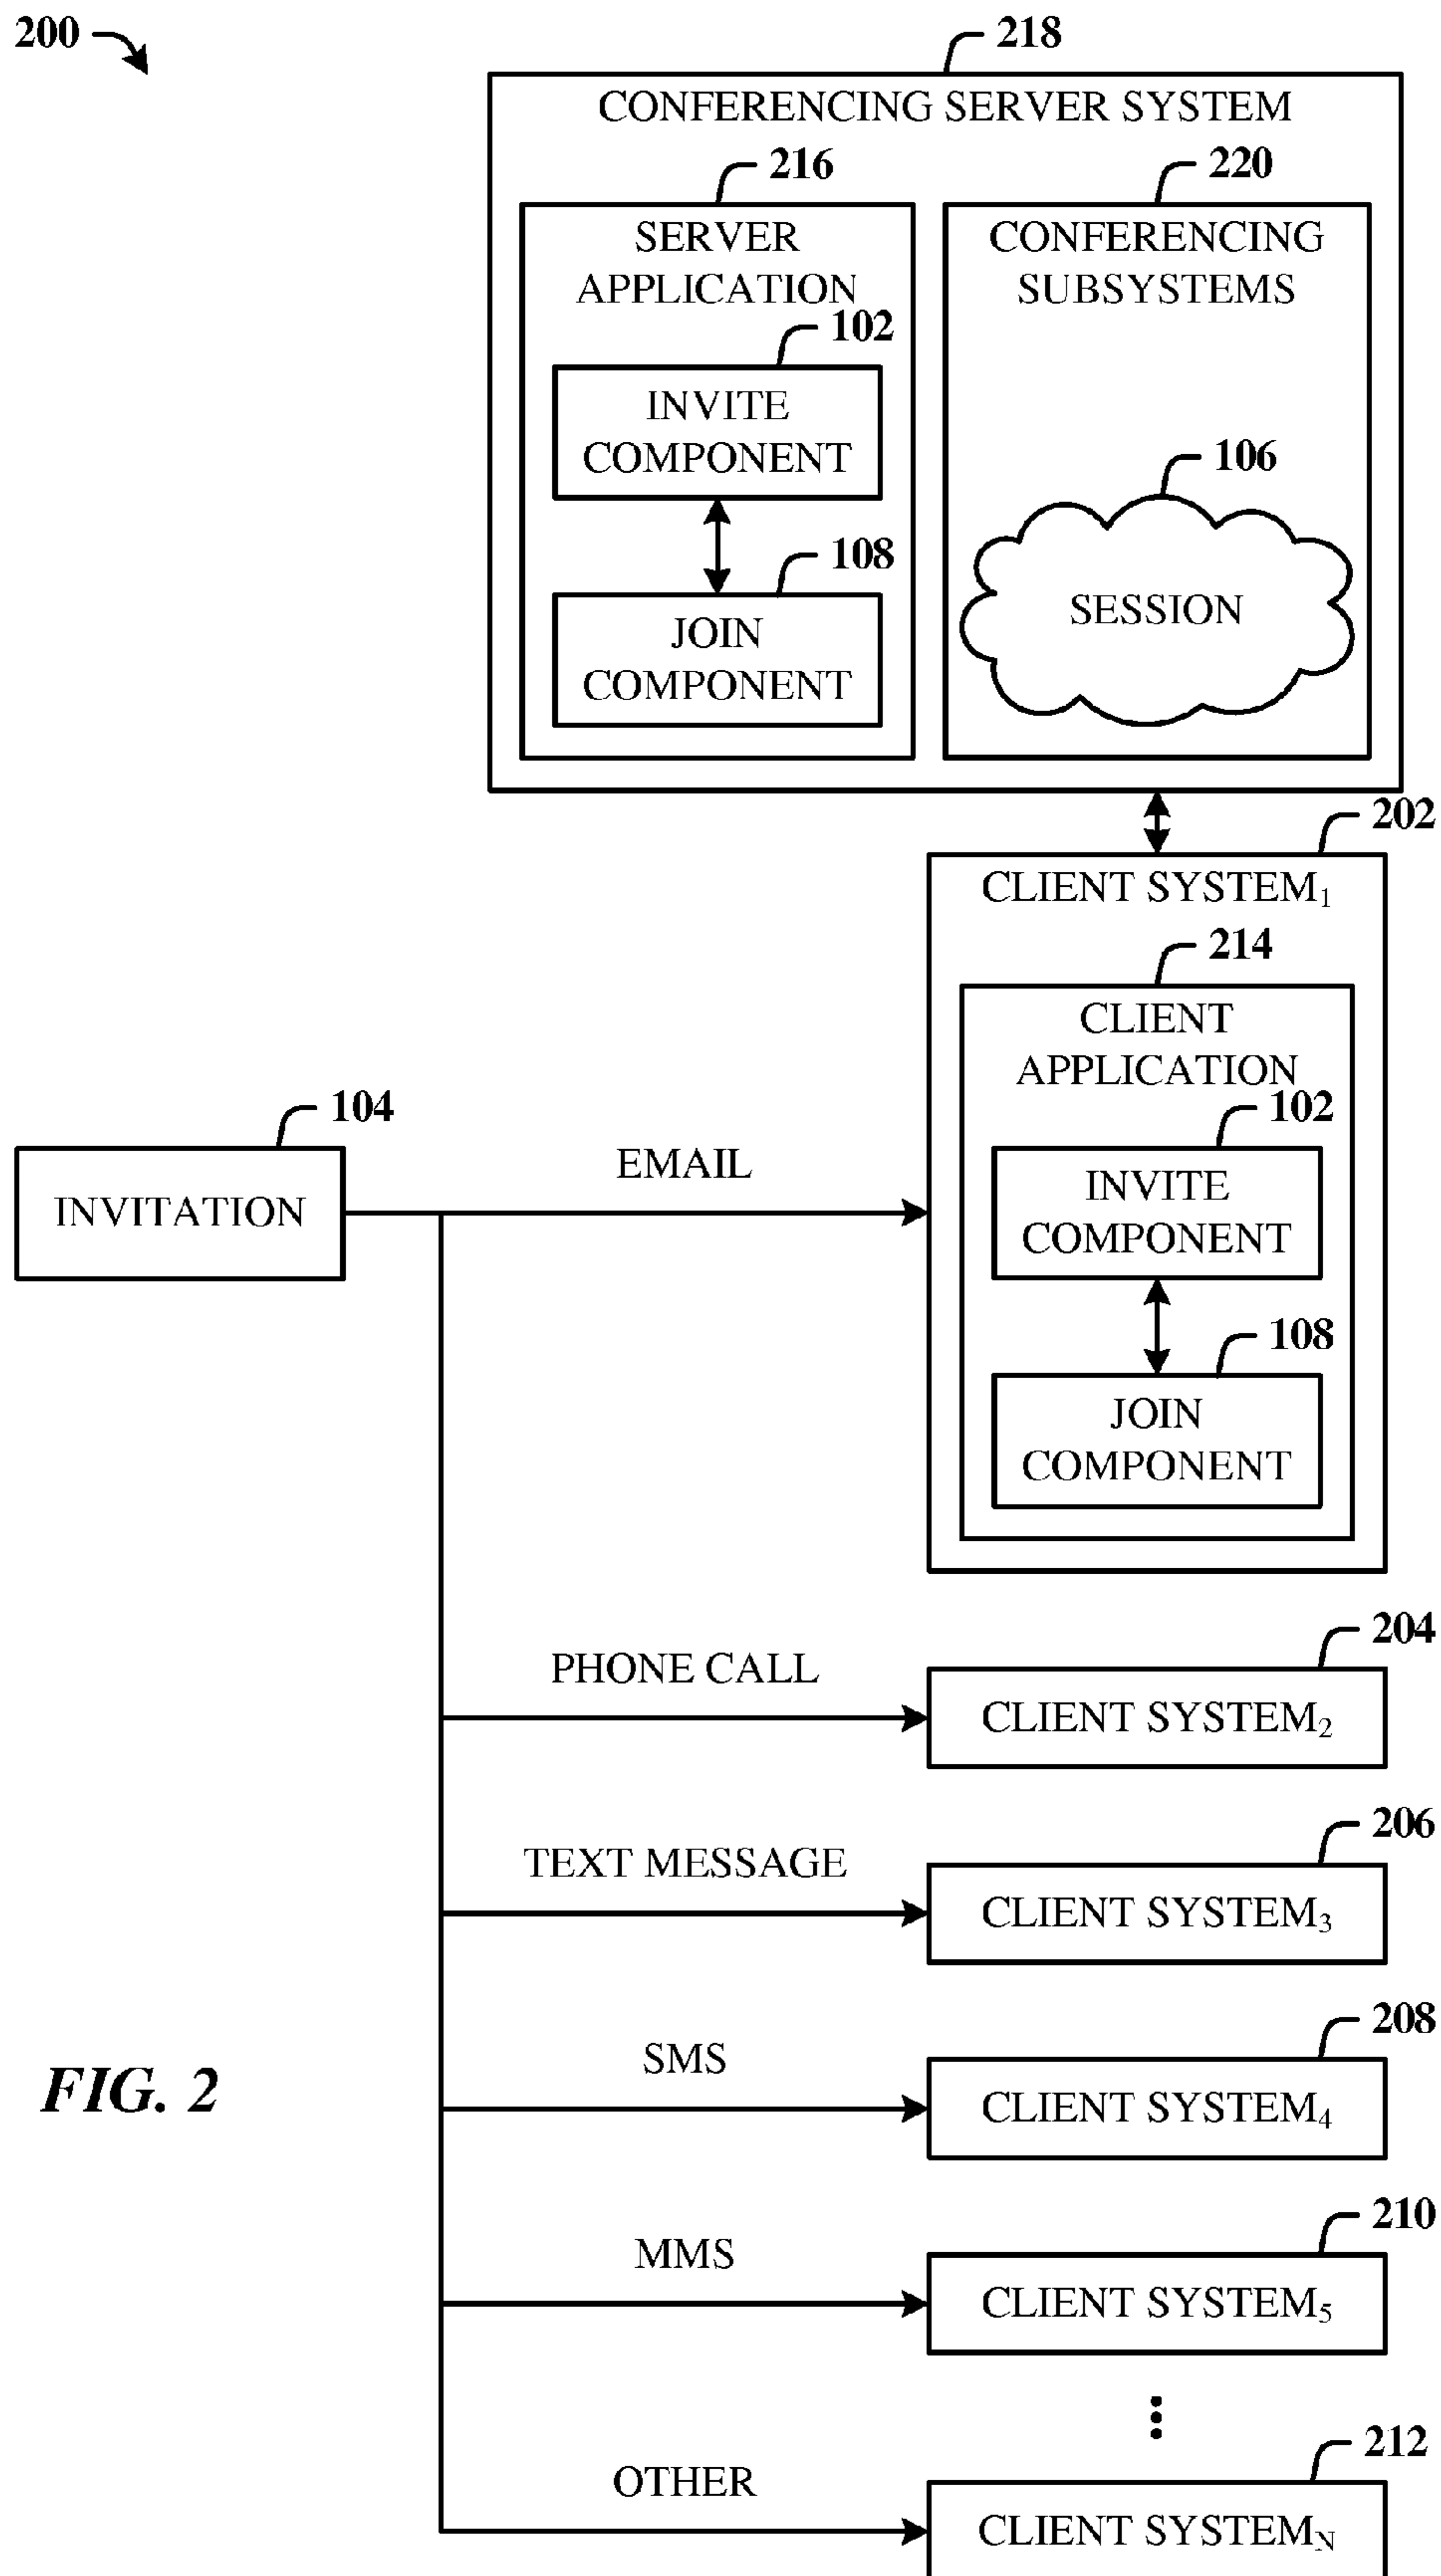 200
218
CONFERENCING SERVER SYSTEM
216
220
SERVER
APPLICATION
CONFERENCING
SUBSYSTEMS
102
INVITE
COMPONENT
106
SESSION
108
JOIN
COMPONENT
202
CLIENT SYSTEM₁
214
CLIENT
APPLICATION
104
INVITATION
EMAIL
102
INVITE
COMPONENT
108
JOIN
COMPONENT
204
PHONE CALL
CLIENT SYSTEM₂
206
TEXT MESSAGE
CLIENT SYSTEM₃
208
SMS
CLIENT SYSTEM₄
FIG. 2
210
MMS
CLIENT SYSTEM₅
212
OTHER
CLIENT SYSTEM_N